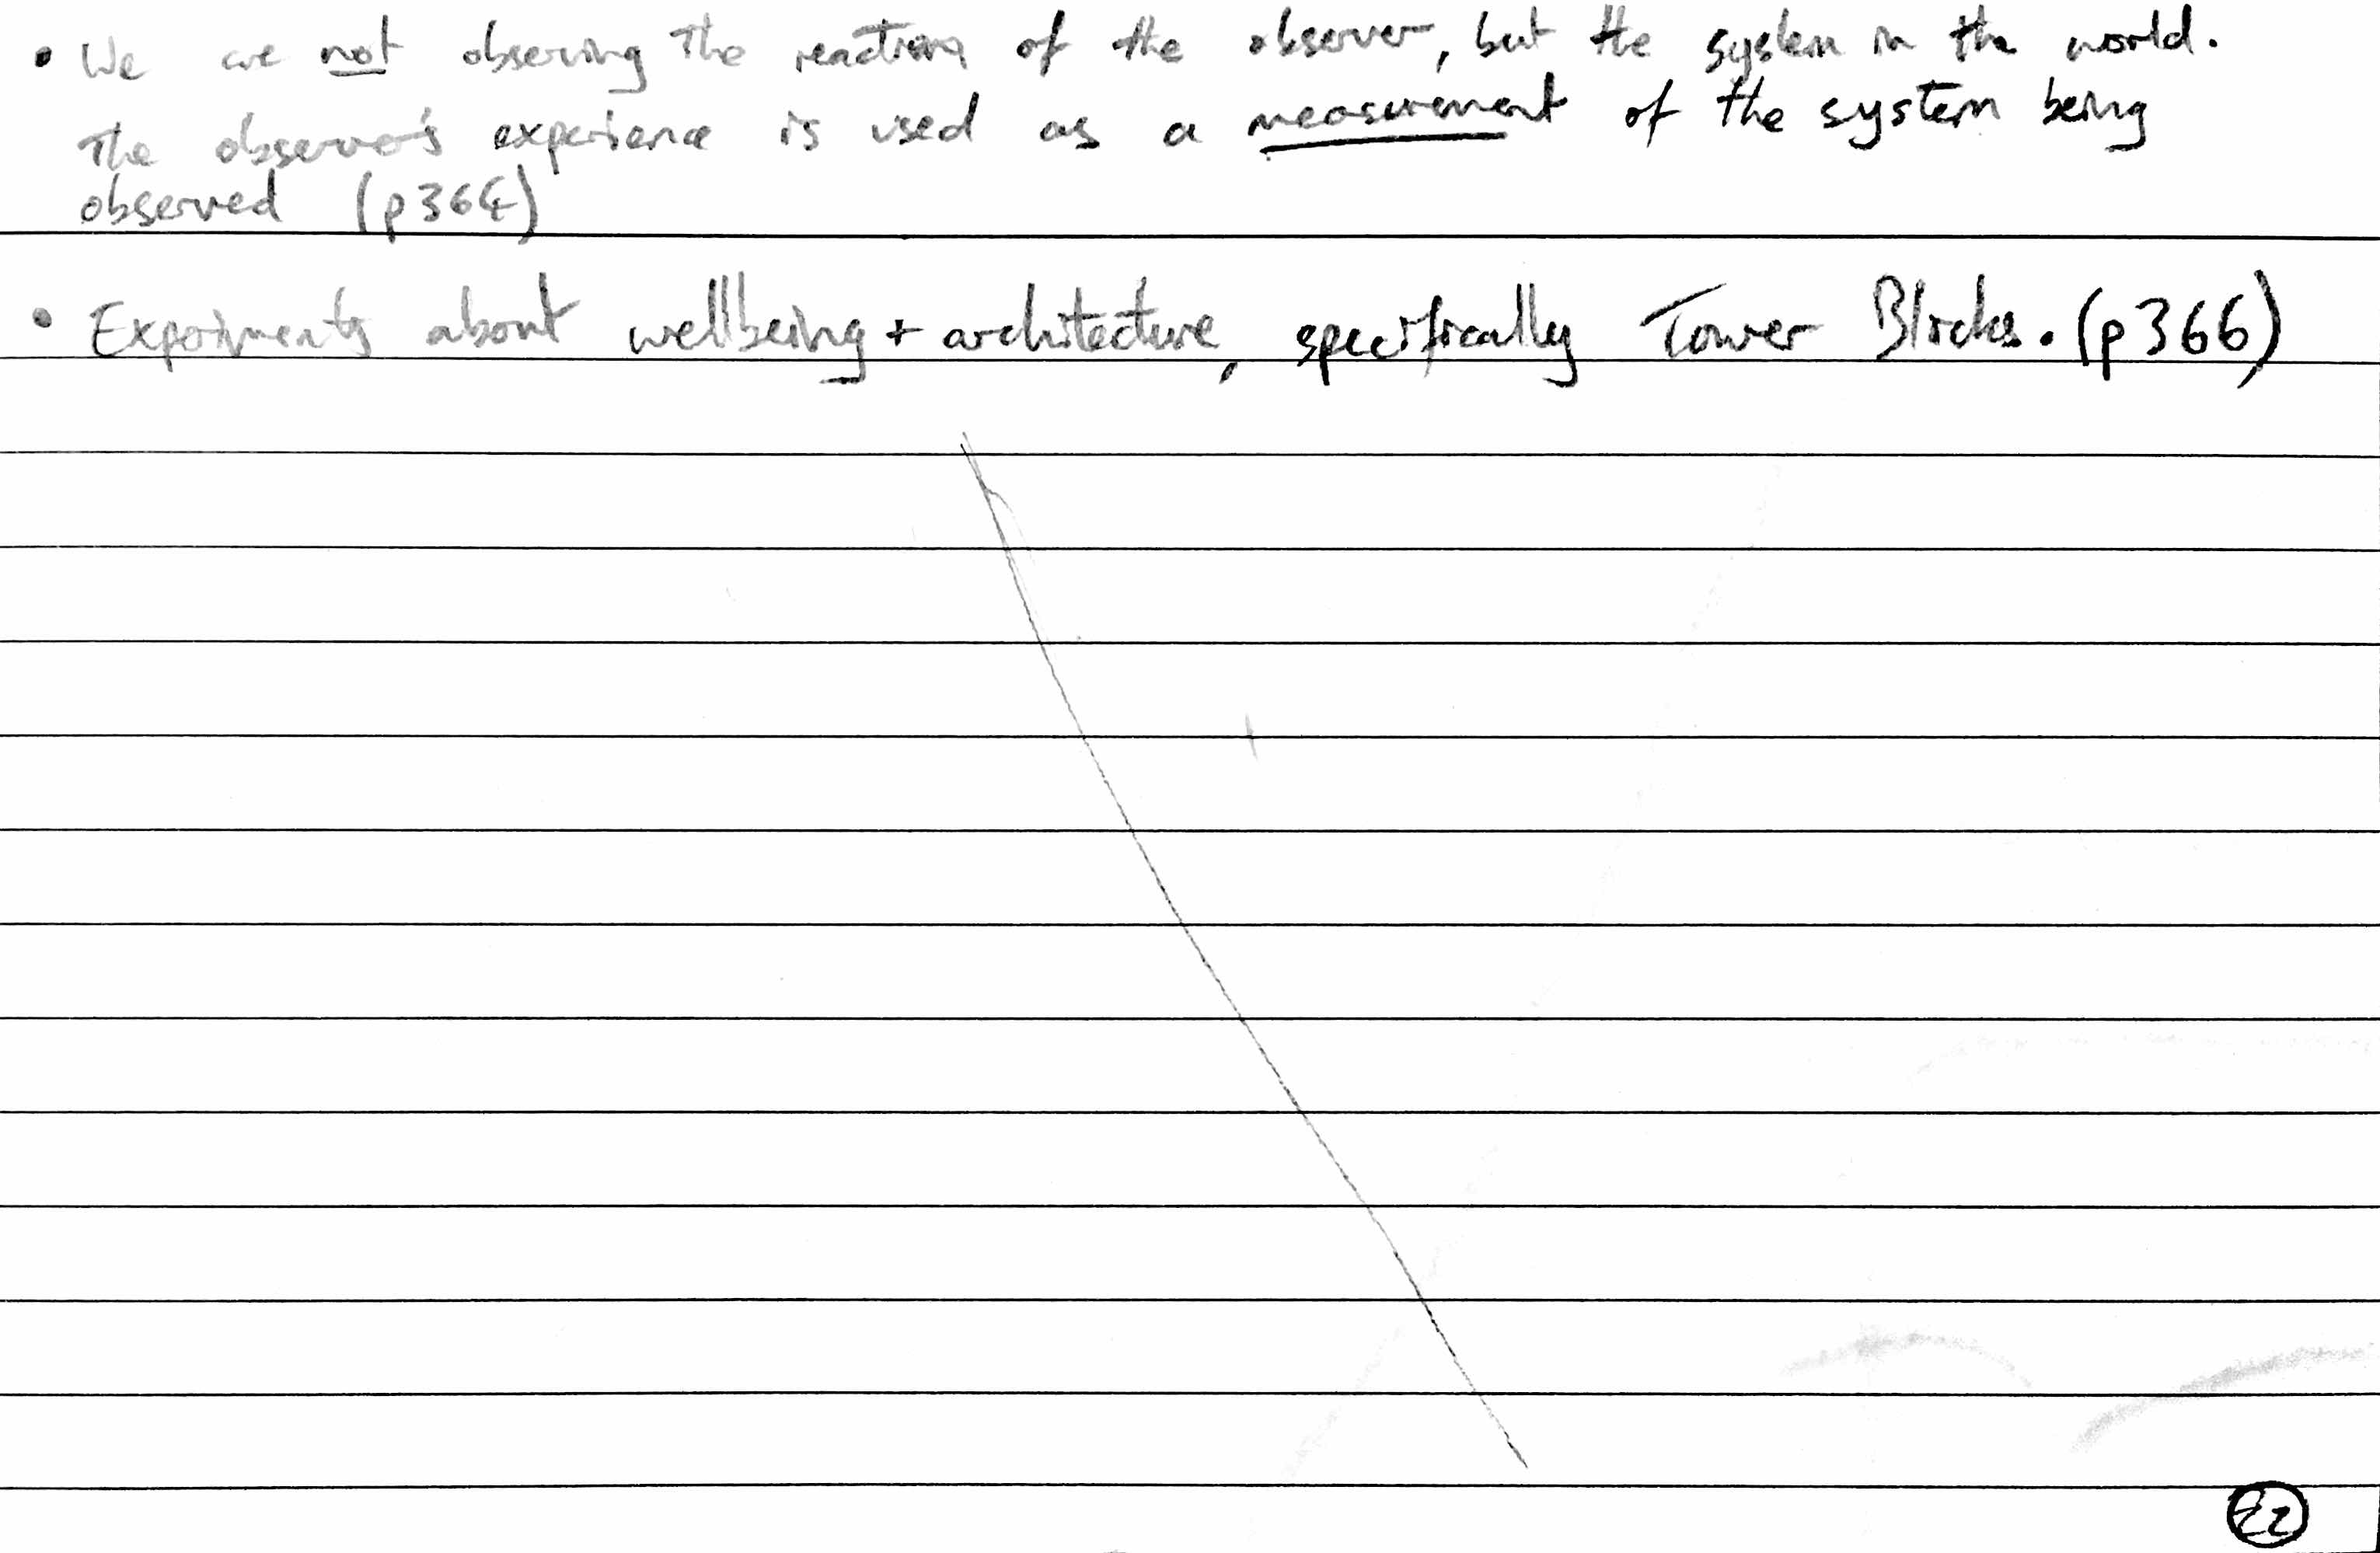 • We are not observing the reactions of the observer, but the system in the world.
The observer's experience is used as a measurement of the system being
observed (p364)
• Experiments about wellbeing + architecture, specifically Tower Blocks. (p366)
22